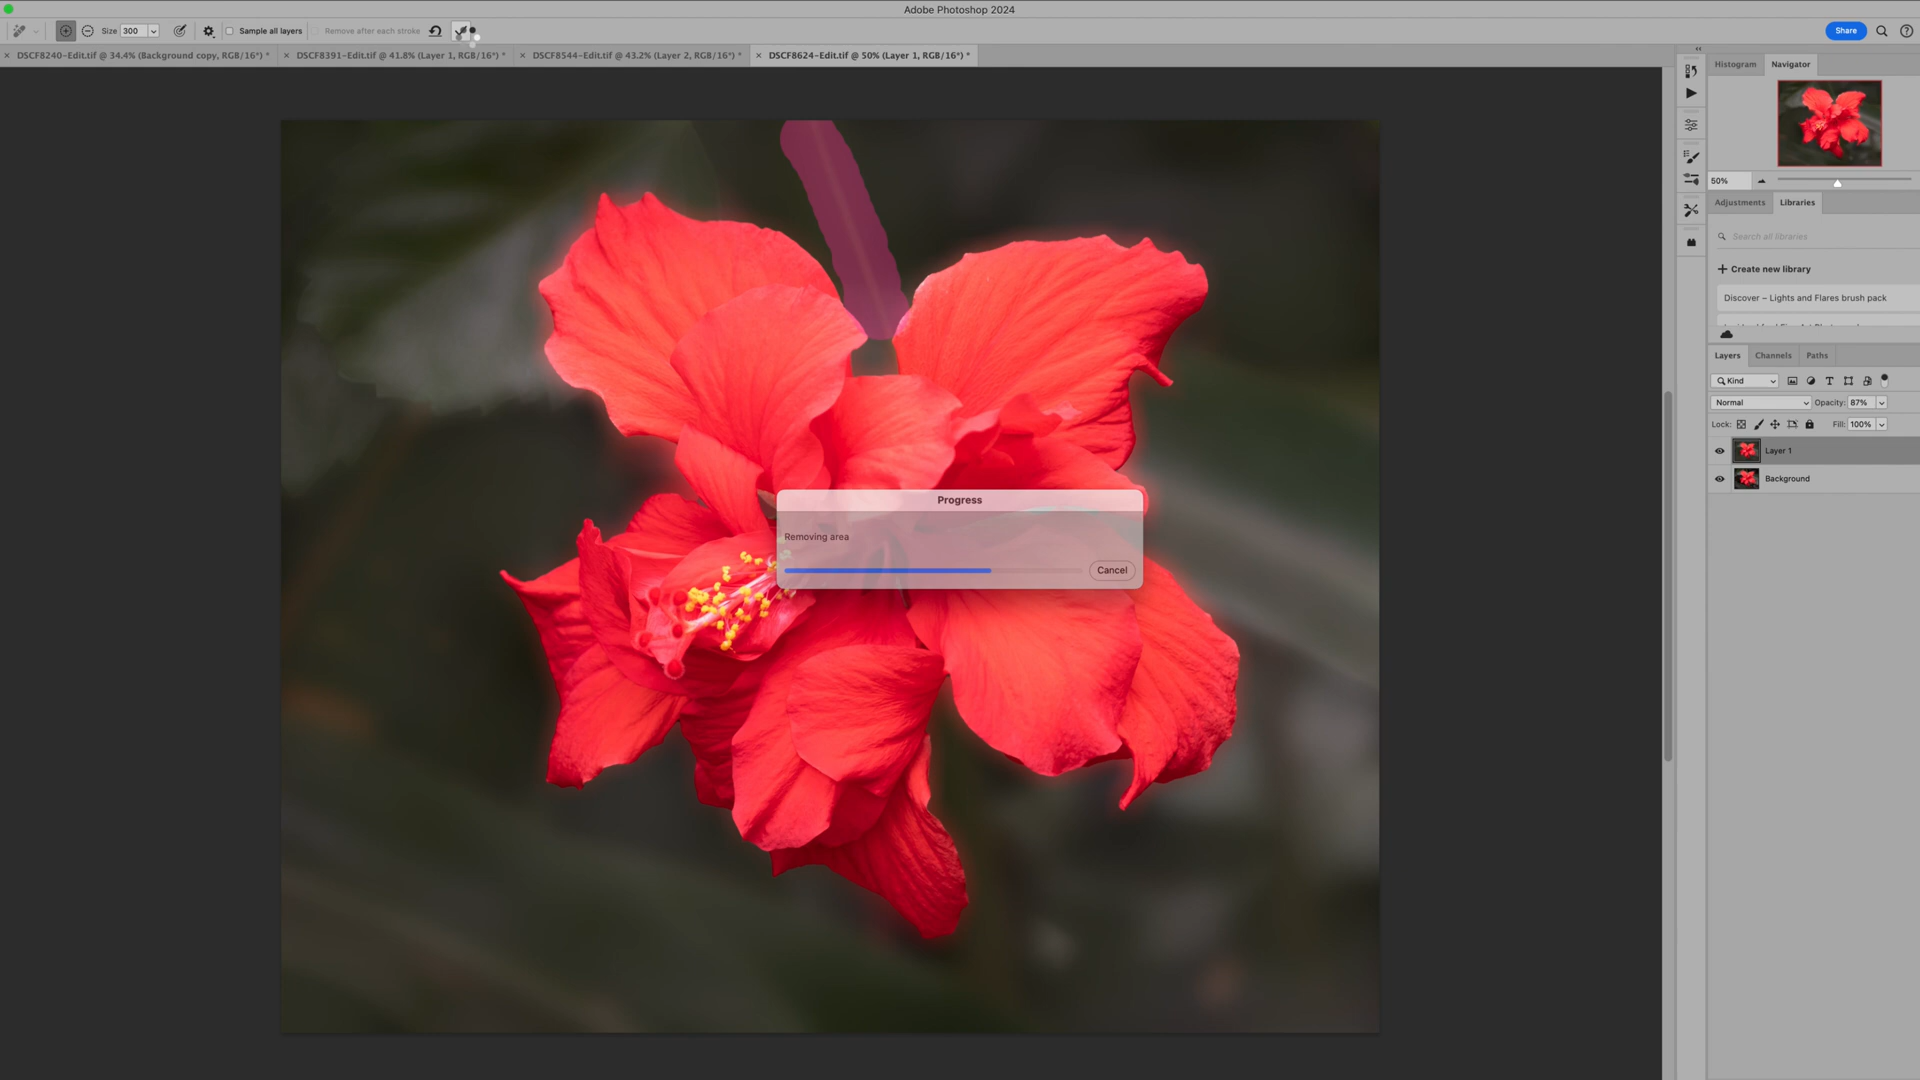 Adobe Photoshop 2024
Size 300 Sample all layers Remove after each stroke Share
DSCF8240-Edit.tif @ 34.4% (Background copy, RGB/16*) * DSCF8391-Edit.tif @ 41.8% (Layer 1, RGB/16*) * DSCF8544-Edit.tif @ 43.2% (Layer 2, RGB/16*) * DSCF8624-Edit.tif @ 50% (Layer 1, RGB/16*) *
Histogram Navigator
50%
Adjustments Libraries
Search all libraries
+ Create new library
Discover – Lights and Flares brush pack
Layers Channels Paths
Kind
Normal Opacity: 87%
Lock: Fill: 100%
Layer 1
Background
Progress
Removing area
Cancel